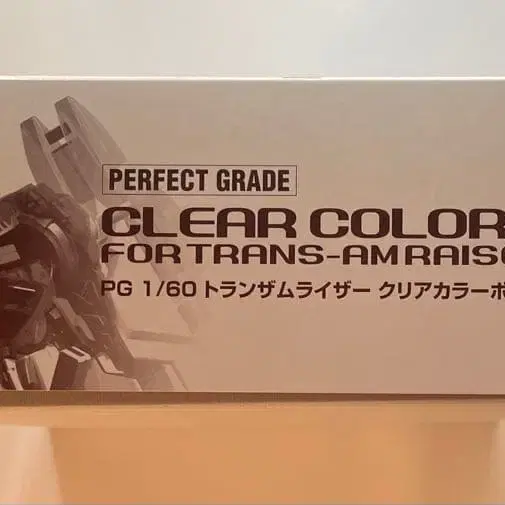 PERFECT GRADE
CLEAR COLOR
FOR TRANS-AM RAISE
PG 1/60 トランザムライザー クリアカラーボ